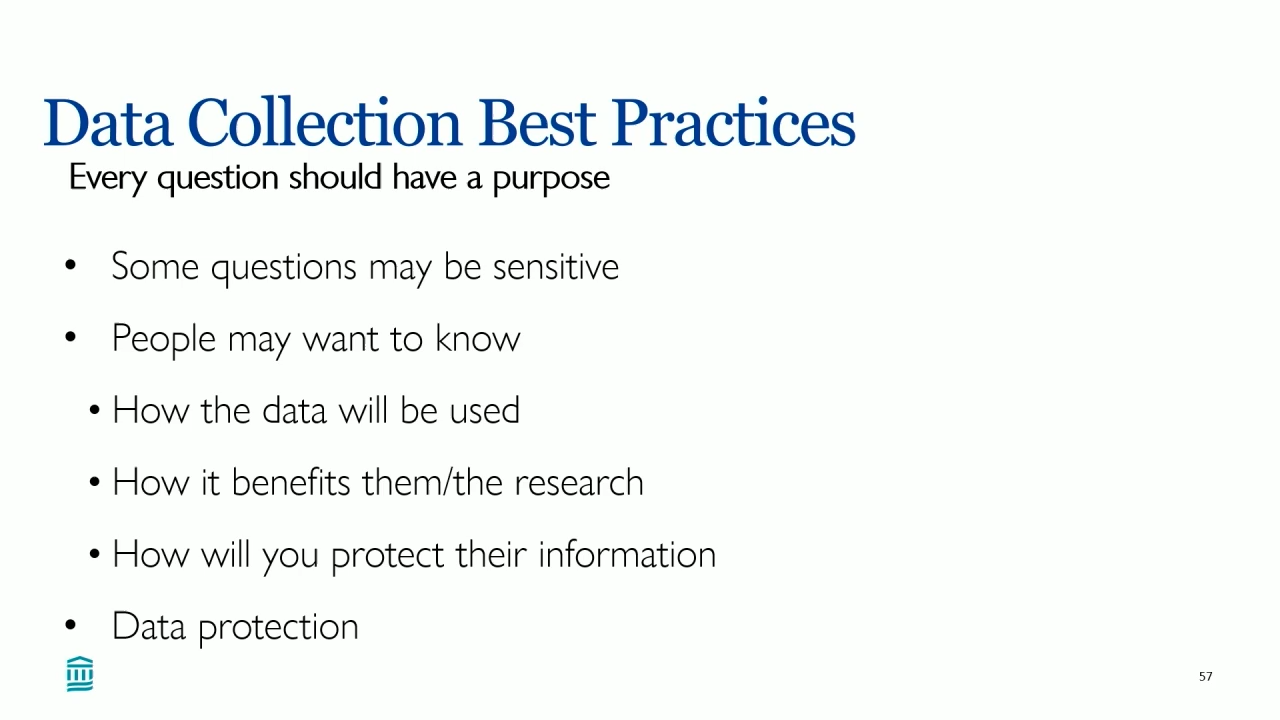 Data Collection Best Practices
Every question should have a purpose
• Some questions may be sensitive
• People may want to know
• How the data will be used
• How it benefits them/the research
• How will you protect their information
• Data protection
57